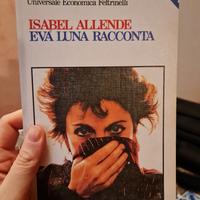 Universale Economica Feltrinelli
ISABEL ALLENDE
EVA LUNA RACCONTA